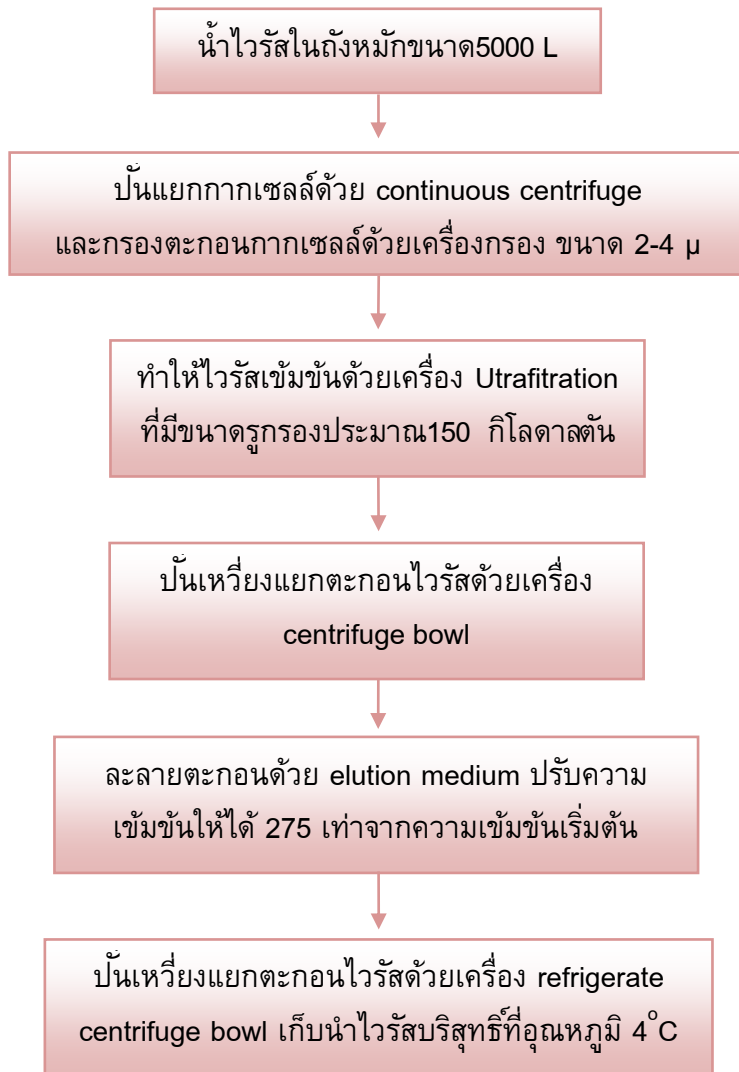 น้ำไวรัสในถังหมักขนาด5000 L
ปั่นแยกกากเซลล์ด้วย continuous centrifuge
และกรองตะกอนกากเซลล์ด้วยเครื่องกรอง ขนาด 2-4 µ
ทำให้ไวรัสเข้มข้นด้วยเครื่อง Utrafitration
ที่มีขนาดรูกรองประมาณ150 กิโลดาลตัน
ปั่นเหวี่ยงแยกตะกอนไวรัสด้วยเครื่อง
centrifuge bowl
ละลายตะกอนด้วย elution medium ปรับความ
เข้มข้นให้ได้ 275 เท่าจากความเข้มข้นเริ่มต้น
ปั่นเหวี่ยงแยกตะกอนไวรัสด้วยเครื่อง refrigerate
centrifuge bowl เก็บนำไวรัสบริสุทธิ์ที่อุณหภูมิ 4°C